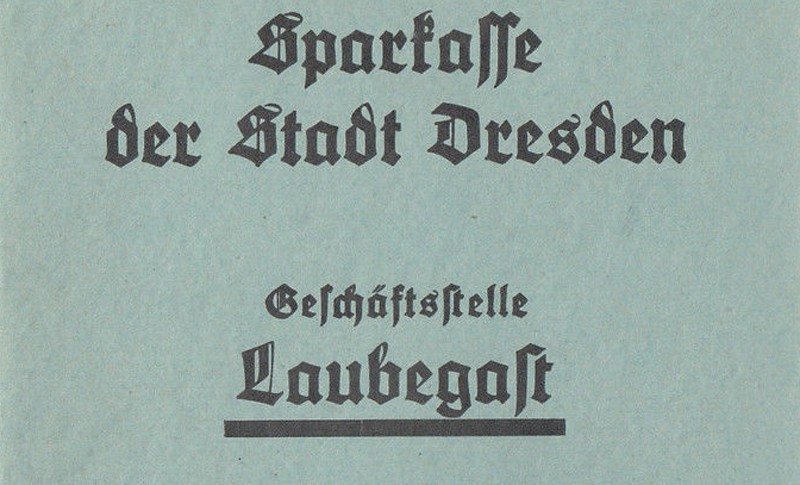 Sparkaſſe
der Stadt Dresden
Geſchäftsſtelle
Laubegaſt